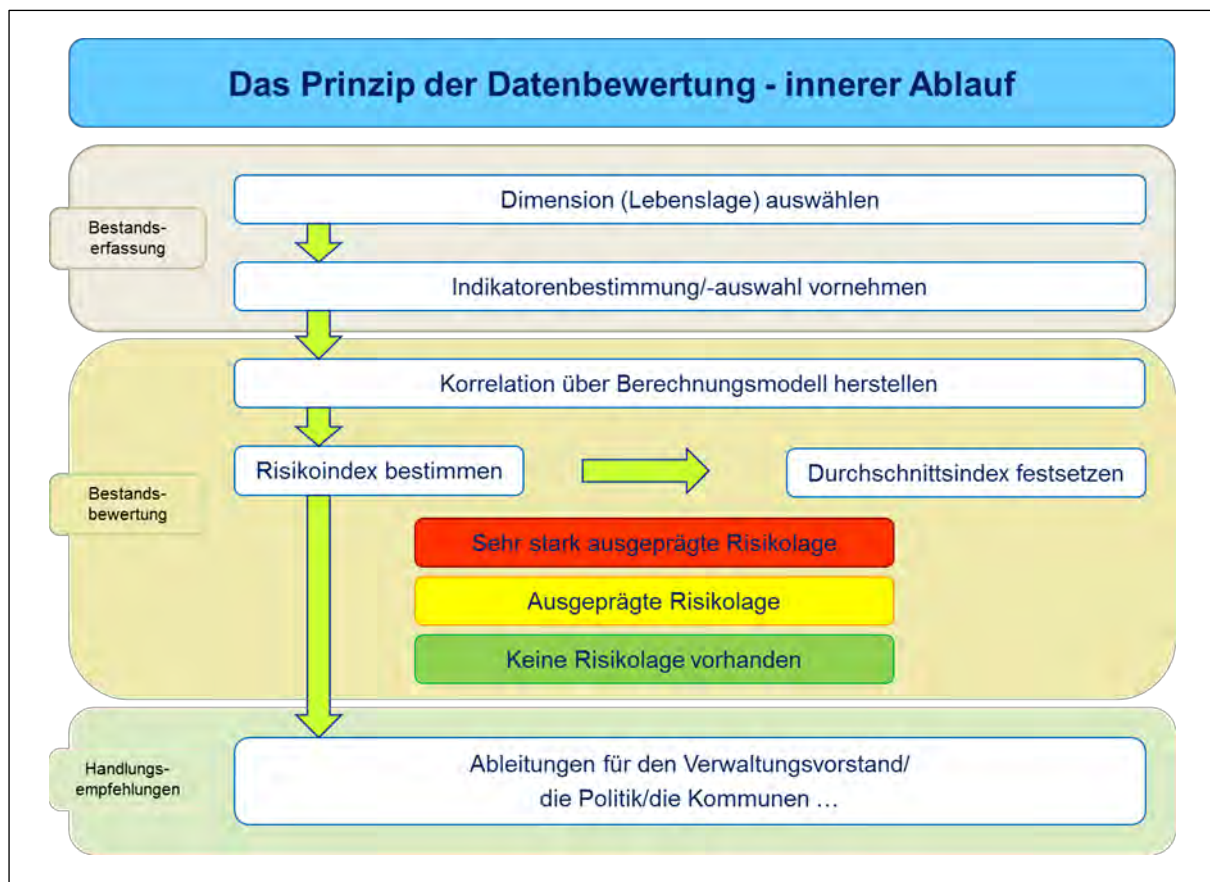 Das Prinzip der Datenbewertung - innerer Ablauf
Bestands-
erfassung
Dimension (Lebenslage) auswählen
Indikatorenbestimmung/-auswahl vornehmen
Bestands-
bewertung
Korrelation über Berechnungsmodell herstellen
Risikoindex bestimmen
Durchschnittsindex festsetzen
Sehr stark ausgeprägte Risikolage
Ausgeprägte Risikolage
Keine Risikolage vorhanden
Handlungs-
empfehlungen
Ableitungen für den Verwaltungsvorstand/
die Politik/die Kommunen ...